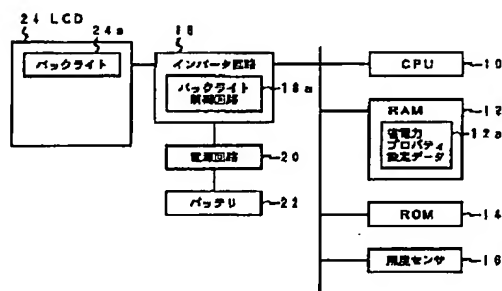 24 LCD
24a
バックライト
18
インバータ回路
バックライト
制御回路
18a
電源回路
20
バッテリ
22
CPU
10
RAM
12
省電力
プロパティ
設定データ
12a
ROM
14
照度センサ
16